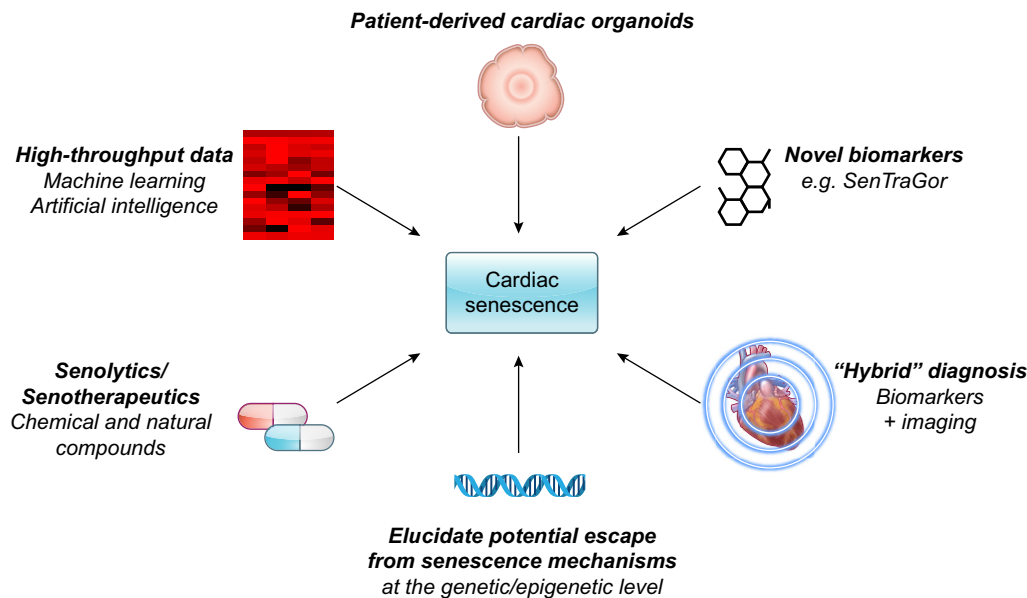 Patient-derived cardiac organoids
High-throughput data
Machine learning
Artificial intelligence
Novel biomarkers
e.g. SenTraGor
Cardiac
senescence
Senolytics/
Senotherapeutics
Chemical and natural
compounds
“Hybrid” diagnosis
Biomarkers
+ imaging
Elucidate potential escape
from senescence mechanisms
at the genetic/epigenetic level